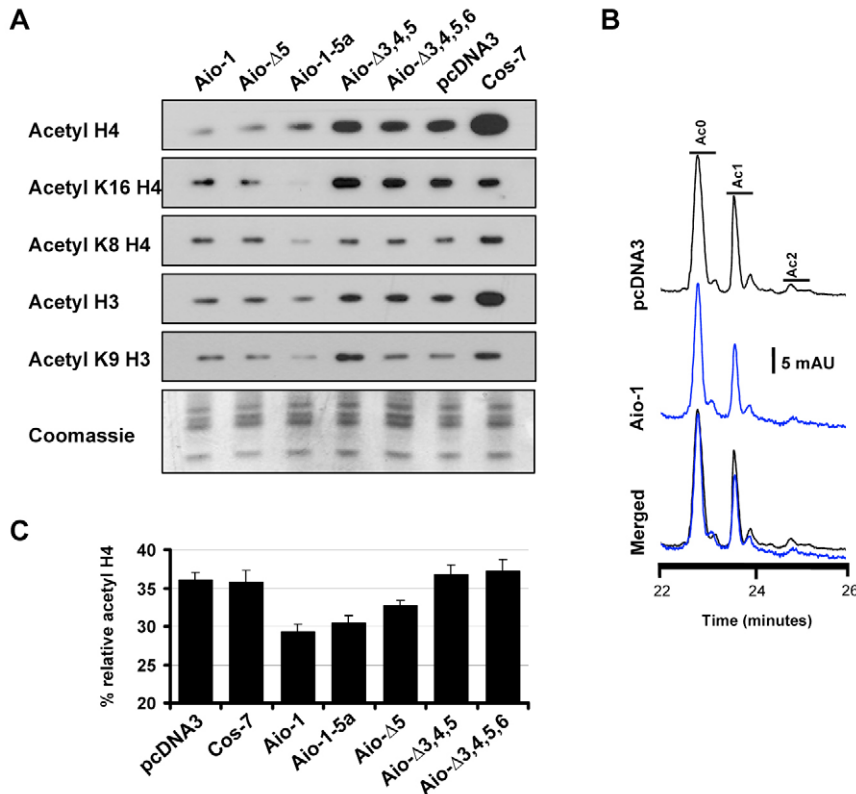 A
Aio-1
Aio-Δ5
Aio-1-5a
Aio-Δ3,4,5
Aio-Δ3,4,5,6
pcDNA3
Cos-7
Acetyl H4
Acetyl K16 H4
Acetyl K8 H4
Acetyl H3
Acetyl K9 H3
Coomassie
B
Ac0
Ac1
Ac2
pcDNA3
5 mAU
Aio-1
Merged
22
24
26
Time (minutes)
C
% relative acetyl H4
40
35
30
25
20
pcDNA3
Cos-7
Aio-1
Aio-1-5a
Aio-Δ5
Aio-Δ3,4,5
Aio-Δ3,4,5,6